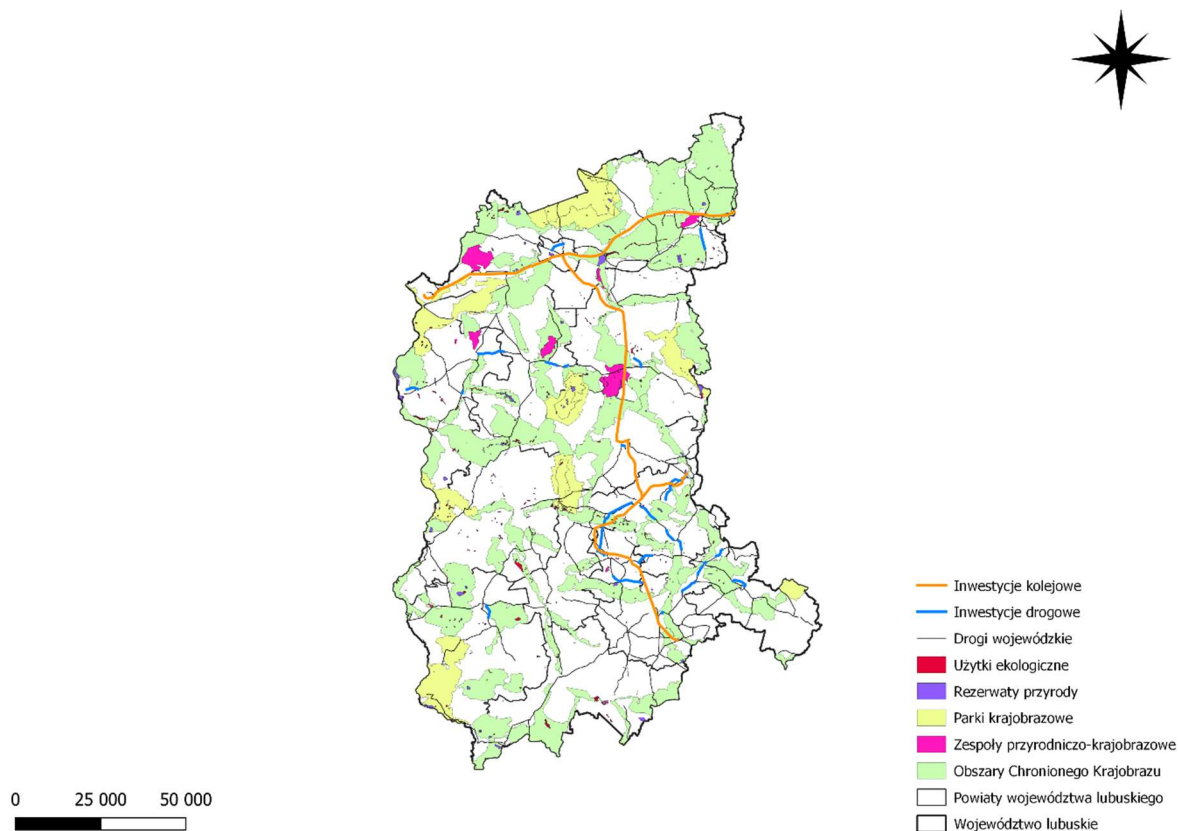 Inwestycje kolejowe
Inwestycje drogowe
Drogi wojewódzkie
Użytki ekologiczne
Rezerwaty przyrody
Parki krajobrazowe
Zespoły przyrodniczo-krajobrazowe
Obszary Chronionego Krajobrazu
Powiaty województwa lubuskiego
Województwo lubuskie
0 25 000 50 000